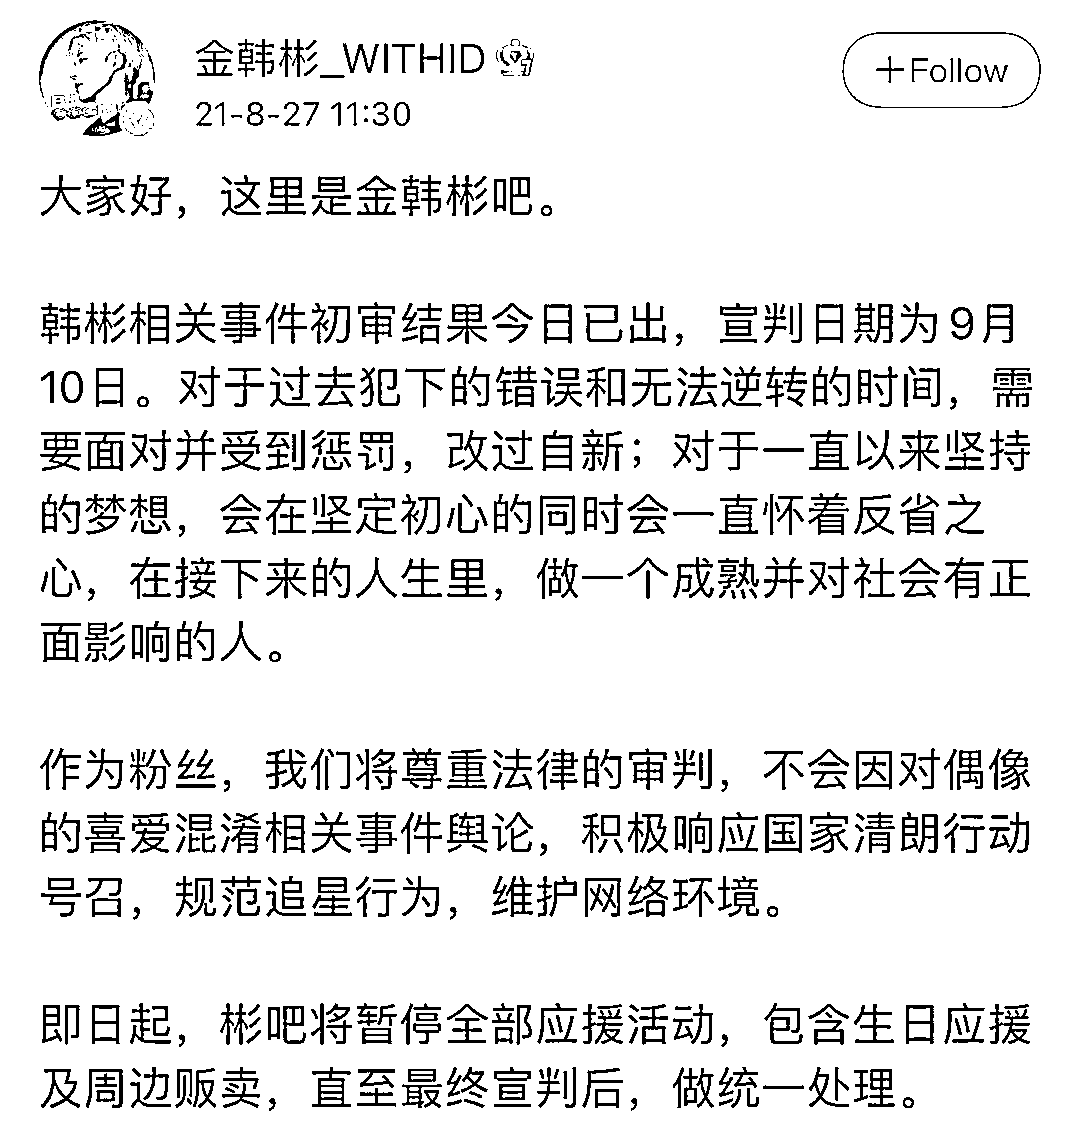 金韩彬_WITHID
+Follow
21-8-27 11:30
大家好，这里是金韩彬吧。
韩彬相关事件初审结果今日已出，宣判日期为9月
10日。对于过去犯下的错误和无法逆转的时间，需
要面对并受到惩罚，改过自新；对于一直以来坚持
的梦想，会在坚定初心的同时会一直怀着反省之
心，在接下来的人生里，做一个成熟并对社会有正
面影响的人。
作为粉丝，我们将尊重法律的审判，不会因对偶像
的喜爱混淆相关事件舆论，积极响应国家清朗行动
号召，规范追星行为，维护网络环境。
即日起，彬吧将暂停全部应援活动，包含生日应援
及周边贩卖，直至最终宣判后，做统一处理。